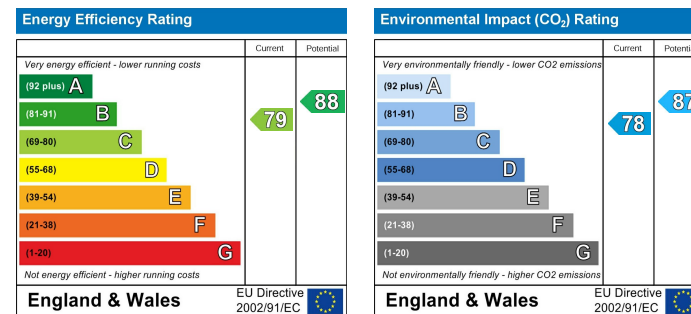 Energy Efficiency Rating
Current Potential
Very energy efficient - lower running costs
(92 plus) A
(81-91) B
88
(69-80) C
79
(55-68) D
(39-54) E
(21-38) F
(1-20) G
Not energy efficient - higher running costs
England & Wales
EU Directive
2002/91/EC
Environmental Impact (CO₂) Rating
Current Potenti
Very environmentally friendly - lower CO2 emissions
(92 plus) A
(81-91) B
87
(69-80) C
78
(55-68) D
(39-54) E
(21-38) F
(1-20) G
Not environmentally friendly - higher CO2 emissions
England & Wales
EU Directive
2002/91/EC